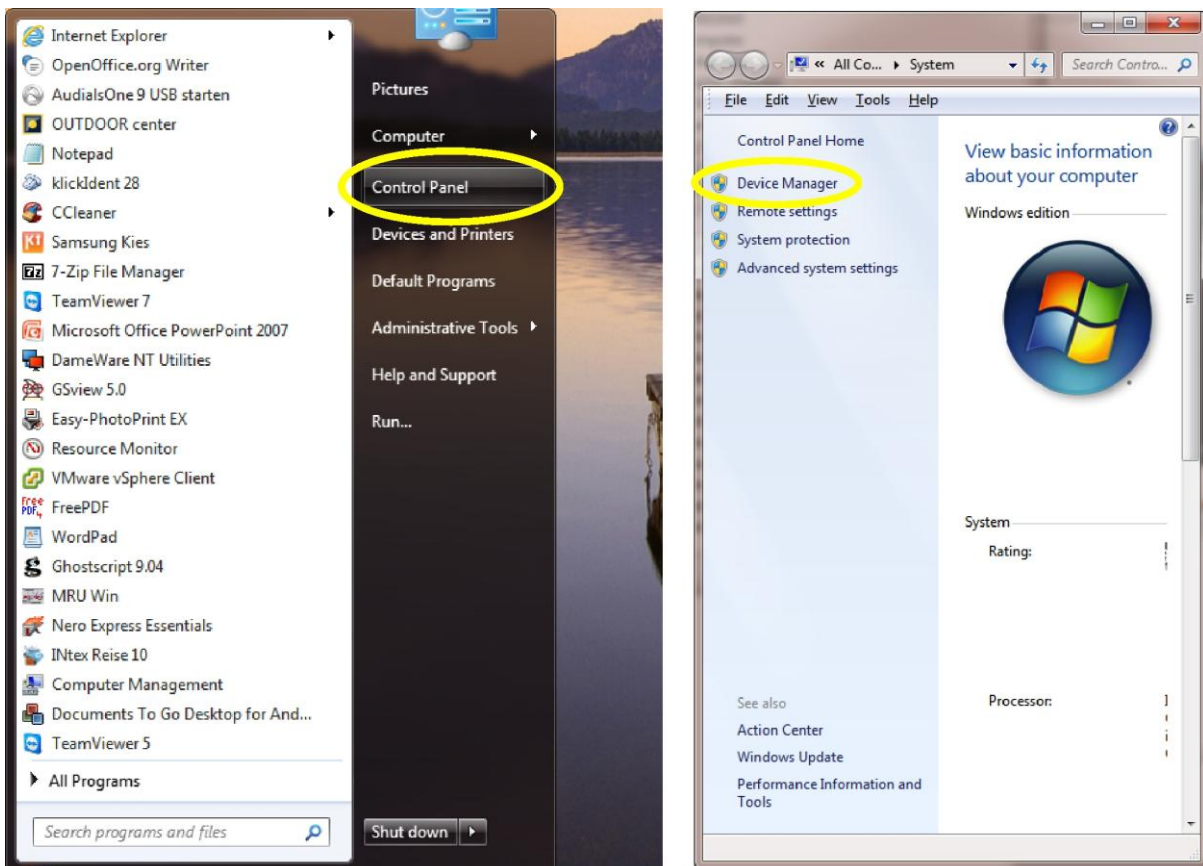 Internet Explorer
OpenOffice.org Writer
AudialsOne 9 USB starten
OUTDOOR center
Notepad
klickIdent 28
CCleaner
Samsung Kies
7-Zip File Manager
TeamViewer 7
Microsoft Office PowerPoint 2007
DameWare NT Utilities
GSview 5.0
Easy-PhotoPrint EX
Resource Monitor
VMware vSphere Client
FreePDF
WordPad
Ghostscript 9.04
MRU Win
Nero Express Essentials
INtex Reise 10
Computer Management
Documents To Go Desktop for And...
TeamViewer 5
All Programs
Search programs and files
Pictures
Computer
Control Panel
Devices and Printers
Default Programs
Administrative Tools
Help and Support
Run...
Shut down
« All Co... System
Search Contro...
File Edit View Tools Help
Control Panel Home
Device Manager
Remote settings
System protection
Advanced system settings
See also
Action Center
Windows Update
Performance Information and
Tools
View basic information
about your computer
Windows edition
System
Rating:
Processor: